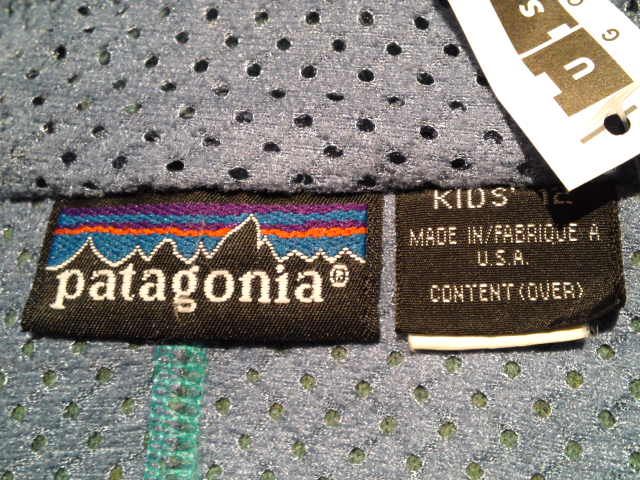 patagonia®
KIDS' 12
MADE IN/FABRIQUE A
U.S.A.
CONTENT (OVER)